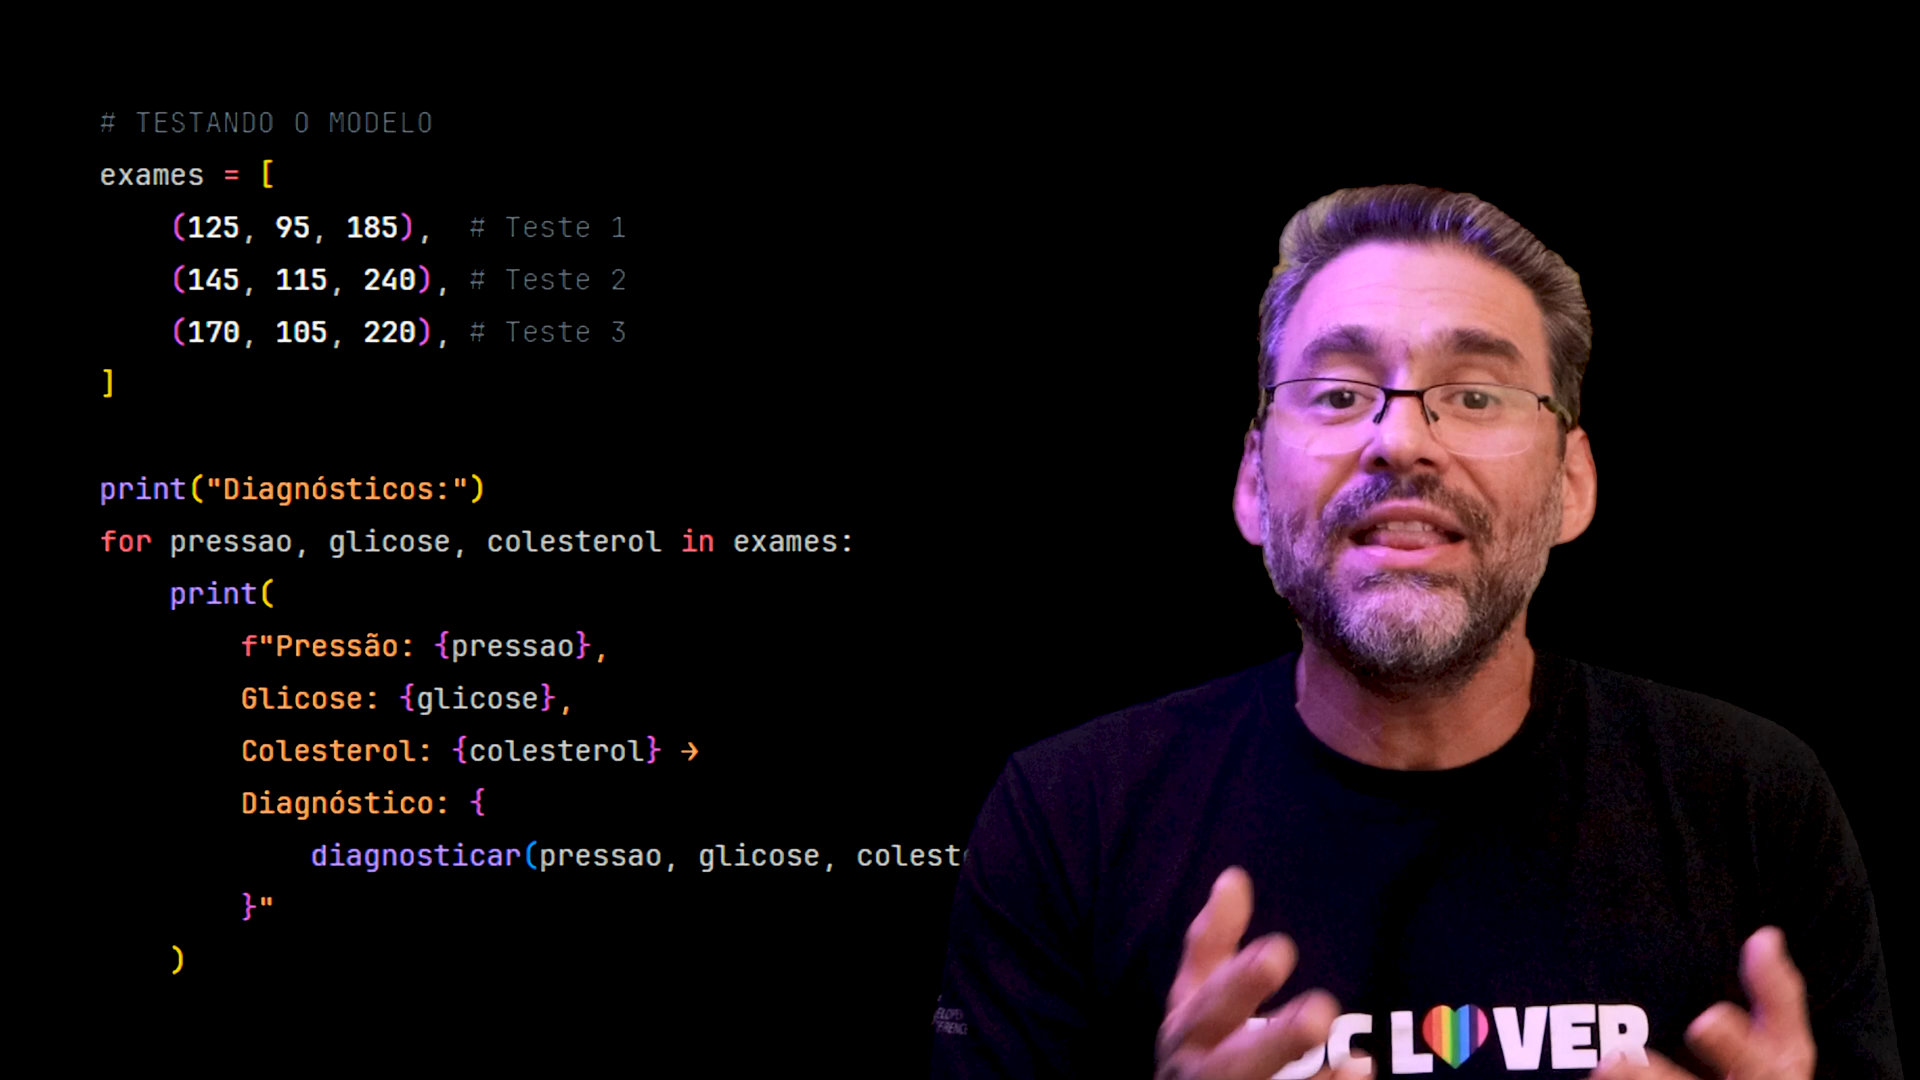 # TESTANDO O MODELO
exames = [
(125, 95, 185), # Teste 1
(145, 115, 240), # Teste 2
(170, 105, 220), # Teste 3
]
print("Diagnósticos:")
for pressao, glicose, colesterol in exames:
print(
f"Pressão: {pressao},
Glicose: {glicose},
Colesterol: {colesterol} →
Diagnóstico: {
diagnosticar(pressao, glicose, colest
}"
)
LOVER